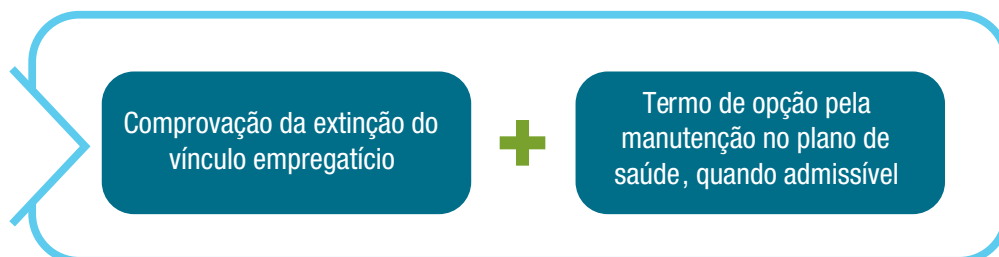 Comprovação da extinção do
vínculo empregatício
Termo de opção pela
manutenção no plano de
saúde, quando admissível